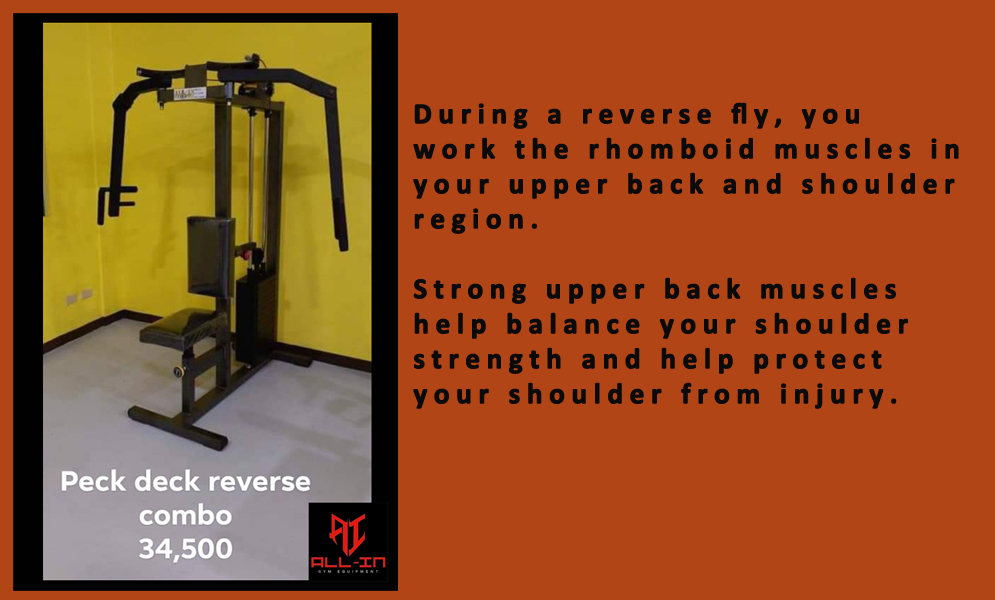 During a reverse fly, you
work the rhomboid muscles in
your upper back and shoulder
region.
Strong upper back muscles
help balance your shoulder
strength and help protect
your shoulder from injury.
Peck deck reverse
combo
34,500
ALL-IN
GYM EQUIPMENT